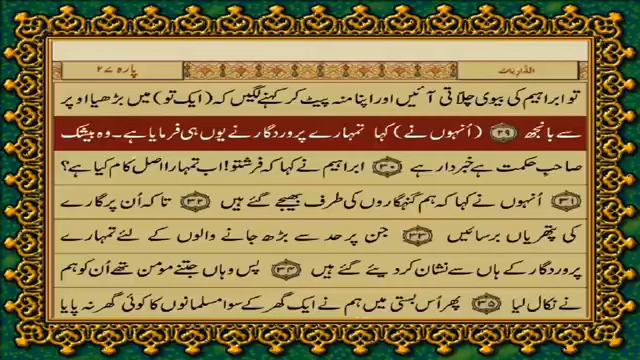 پارہ ۲۷ الذاریات
تو ابراہیم کی بیوی چلاتی آئیں اور اپنا منہ پیٹ کر کہنے لگیں کہ (ایک تو) میں بڑھیا اوپر
سے بانجھ ۲۹ (اُنہوں نے) کہا تمہارے پروردگار نے یوں ہی فرمایا ہے۔ وہ بیشک
صاحب حکمت ہے خبردار ہے ۳۰ ابراہیم نے کہا کہ فرشتو! اب تمہارا اصل کام کیا ہے؟
۳۱ اُنہوں نے کہا کہ ہم گنہگاروں کی طرف بھیجے گئے ہیں ۳۲ تاکہ اُن پر گارے
کی پتھریاں برسائیں ۳۳ جن پر حد سے بڑھ جانے والوں کے لئے تمہارے
پروردگار کے ہاں سے نشان کر دیئے گئے ہیں ۳۴ پس وہاں جتنے مؤمن تھے اُن کو ہم
نے نکال لیا ۳۵ پھر اُس بستی میں ہم نے ایک گھر کے سوا مسلمانوں کا کوئی گھر نہ پایا